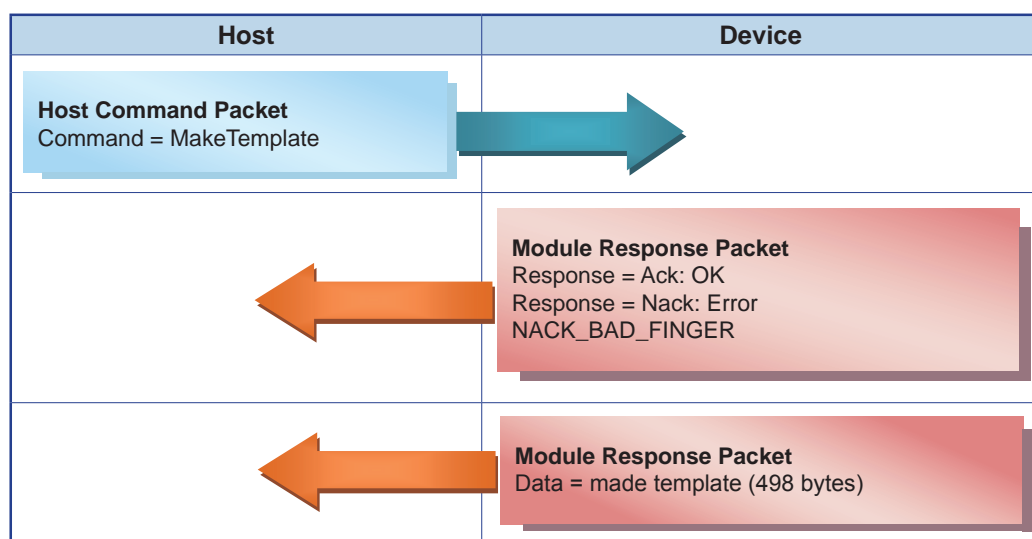 Host
Device
Host Command Packet
Command = MakeTemplate
Module Response Packet
Response = Ack: OK
Response = Nack: Error
NACK_BAD_FINGER
Module Response Packet
Data = made template (498 bytes)